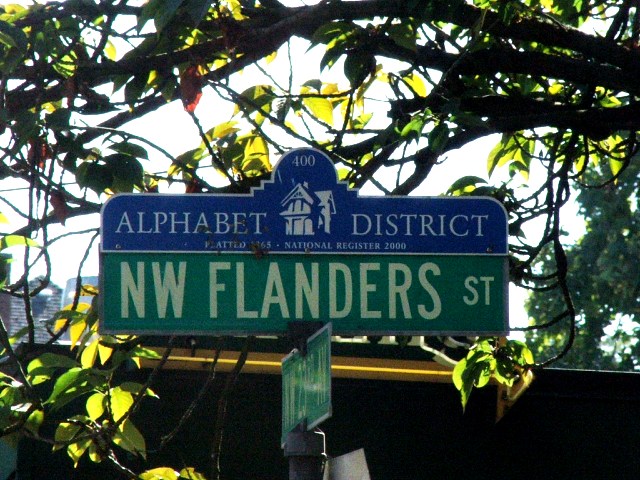 400
ALPHABET DISTRICT
PLATTED 1865 · NATIONAL REGISTER 2000
NW FLANDERS ST